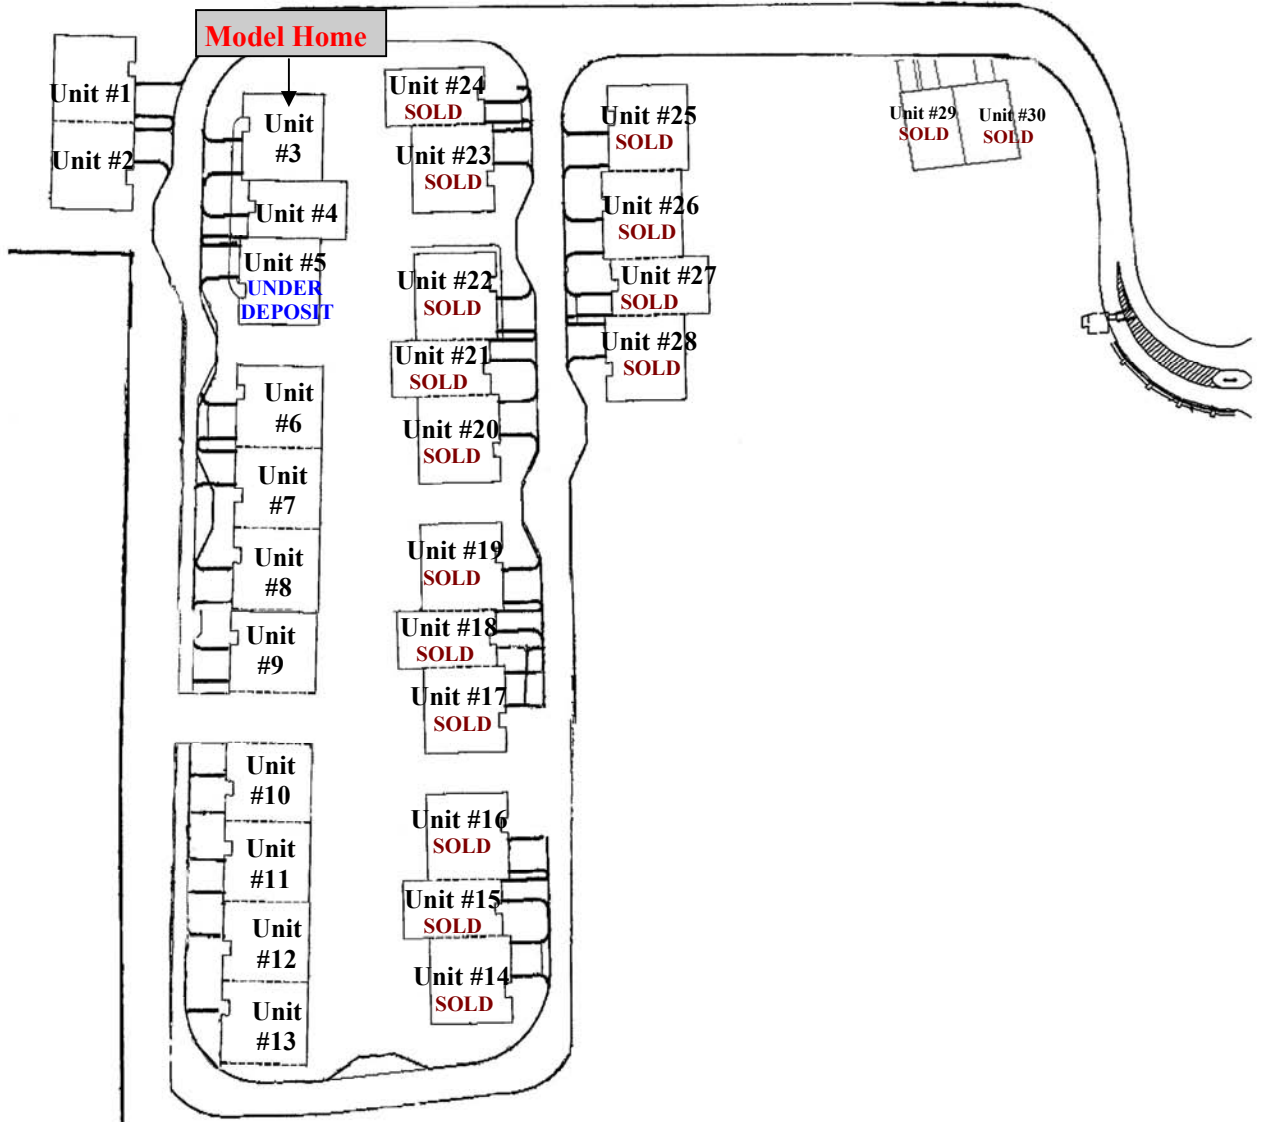 Model Home
Unit #1
Unit #2
Unit
#3
Unit #4
Unit #5
UNDER
DEPOSIT
Unit
#6
Unit
#7
Unit
#8
Unit
#9
Unit
#10
Unit
#11
Unit
#12
Unit
#13
Unit #24
SOLD
Unit #23
SOLD
Unit #22
SOLD
Unit #21
SOLD
Unit #20
SOLD
Unit #19
SOLD
Unit #18
SOLD
Unit #17
SOLD
Unit #16
SOLD
Unit #15
SOLD
Unit #14
SOLD
Unit #25
SOLD
Unit #26
SOLD
Unit #27
SOLD
Unit #28
SOLD
Unit #29
SOLD
Unit #30
SOLD